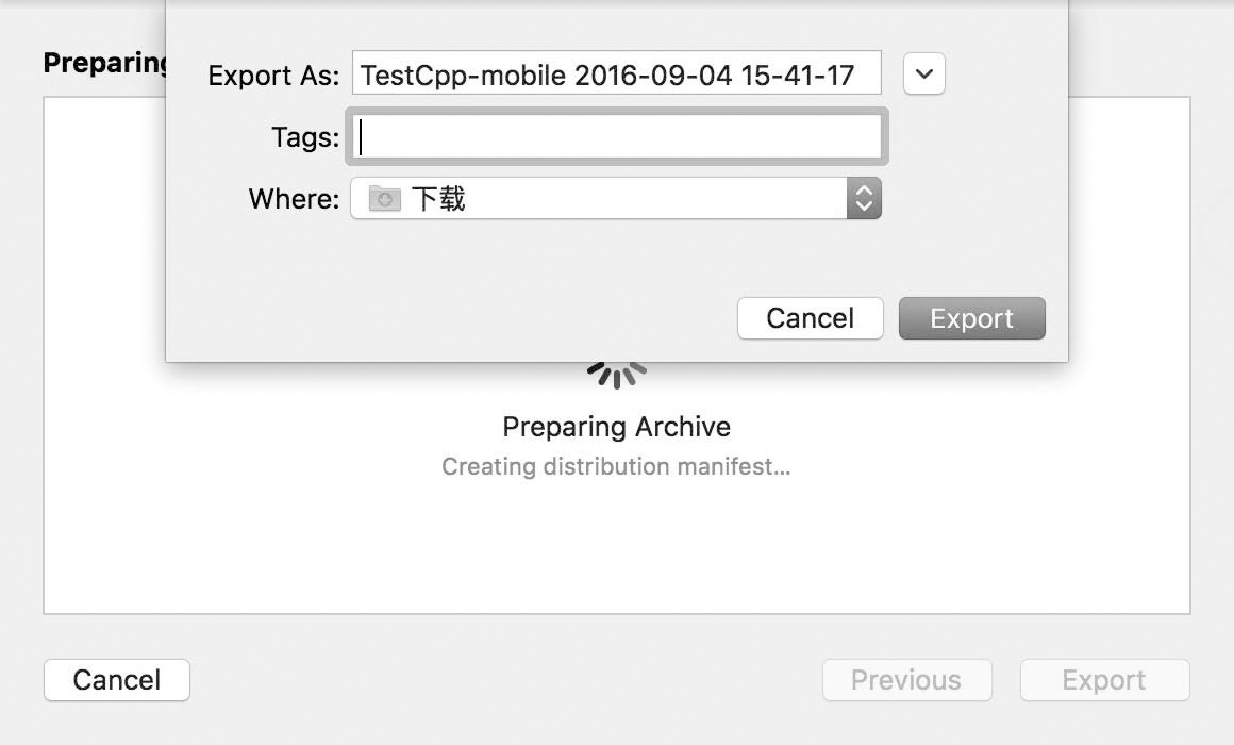 Preparing
Export As: TestCpp-mobile 2016-09-04 15-41-17
Tags:
Where: 下载
Cancel Export
Preparing Archive
Creating distribution manifest...
Cancel Previous Export